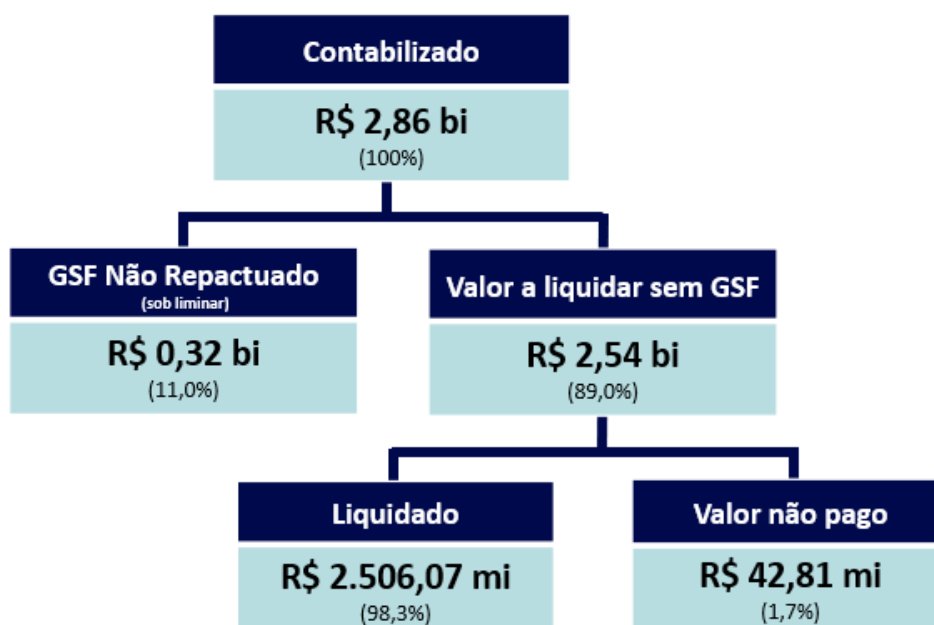 Contabilizado
R$ 2,86 bi
(100%)
GSF Não Repactuado
(sob liminar)
R$ 0,32 bi
(11,0%)
Valor a liquidar sem GSF
R$ 2,54 bi
(89,0%)
Liquidado
R$ 2.506,07 mi
(98,3%)
Valor não pago
R$ 42,81 mi
(1,7%)